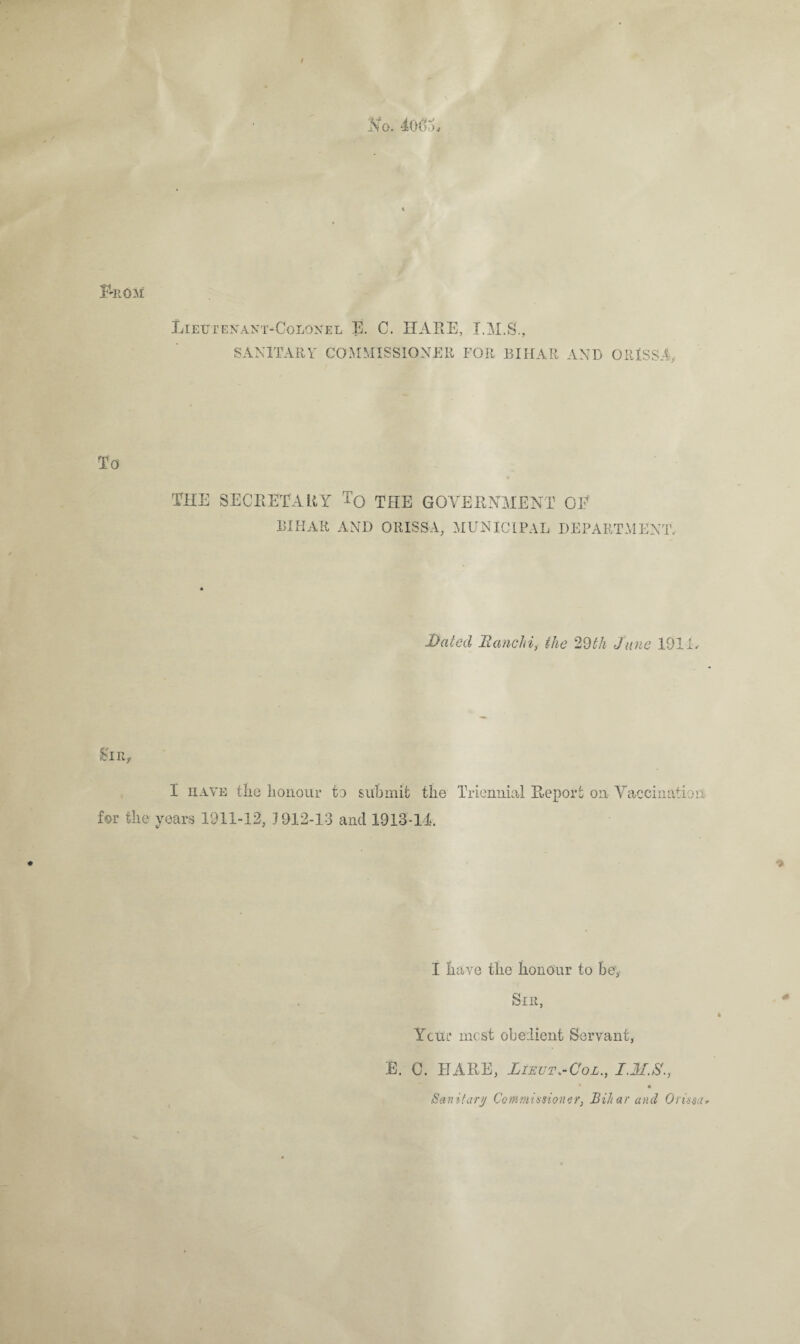 No. 4065.
FROM
LIEUTENANT-COLONEL E. C. HARE, I.M.S.,
SANITARY COMMISSIONER FOR BIHAR AND ORISSA,
To
THE SECRETARY To THE GOVERNMENT OF
BIHAR AND ORISSA, MUNICIPAL DEPARTMENT.
Dated Ranchi, the 29th June 1914.
SIR,
I HAVE the honour to submit the Triennial Report on Vaccination
for the years 1911-12, 1912-13 and 1913-14.
I have the honour to be,
SIR,
Your most obedient Servant,
E. C. HARE, LIEUT.-COL., I.M.S.,
Sanitary Commissioner, Bihar and Orissa.